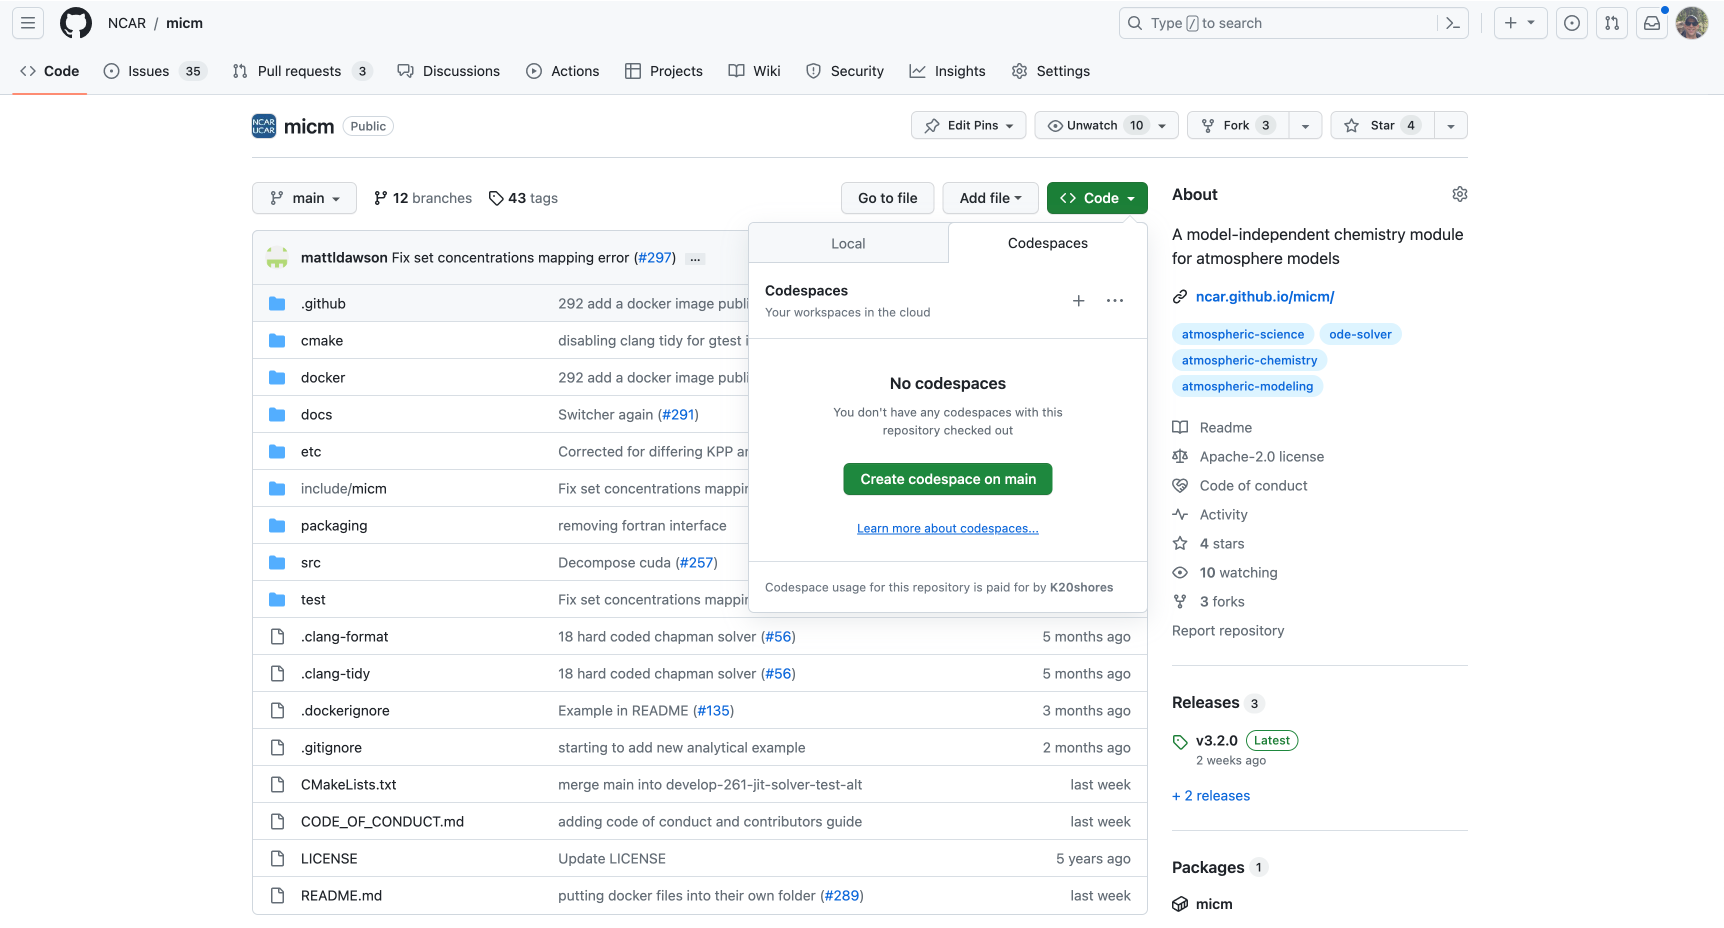 NCAR / micm
Type / to search
Code
Issues 35
Pull requests 3
Discussions
Actions
Projects
Wiki
Security
Insights
Settings
NCAR
UCAR
micm Public
Edit Pins
Unwatch 10
Fork 3
Star 4
main
12 branches
43 tags
Go to file
Add file
Code
Local
Codespaces
Codespaces
Your workspaces in the cloud
No codespaces
You don't have any codespaces with this
repository checked out
Create codespace on main
Learn more about codespaces...
Codespace usage for this repository is paid for by K20shores
mattldawson Fix set concentrations mapping error (#297) ...
.github 292 add a docker image publi
cmake disabling clang tidy for gtest
docker 292 add a docker image publi
docs Switcher again (#291)
etc Corrected for differing KPP
include/micm Fix set concentrations mappin
packaging removing fortran interface
src Decompose cuda (#257)
test Fix set concentrations mappin
.clang-format 18 hard coded chapman solver (#56) 5 months ago
.clang-tidy 18 hard coded chapman solver (#56) 5 months ago
.dockerignore Example in README (#135) 3 months ago
.gitignore starting to add new analytical example 2 months ago
CMakeLists.txt merge main into develop-261-jit-solver-test-alt last week
CODE_OF_CONDUCT.md adding code of conduct and contributors guide last week
LICENSE Update LICENSE 5 years ago
README.md putting docker files into their own folder (#289) last week
About
A model-independent chemistry module
for atmosphere models
ncar.github.io/micm/
atmospheric-science ode-solver
atmospheric-chemistry
atmospheric-modeling
Readme
Apache-2.0 license
Code of conduct
Activity
4 stars
10 watching
3 forks
Report repository
Releases 3
v3.2.0 Latest
2 weeks ago
+ 2 releases
Packages 1
micm